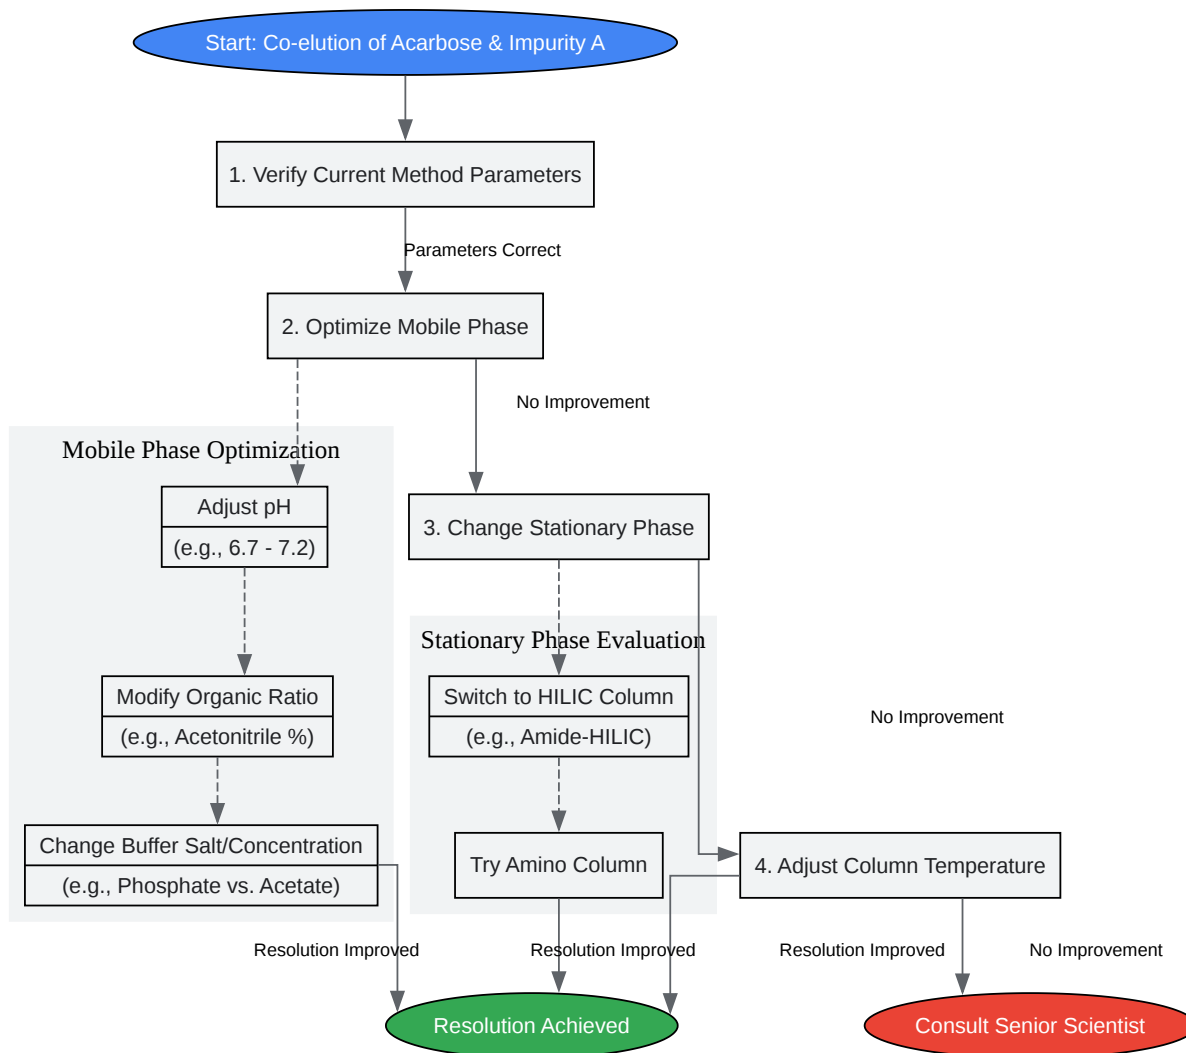 Start: Co-elution of Acarbose & Impurity A
1. Verify Current Method Parameters
Parameters Correct
2. Optimize Mobile Phase
No Improvement
Mobile Phase Optimization
Adjust pH
(e.g., 6.7 - 7.2)
3. Change Stationary Phase
Stationary Phase Evaluation
Modify Organic Ratio
(e.g., Acetonitrile %)
Switch to HILIC Column
(e.g., Amide-HILIC)
No Improvement
Change Buffer Salt/Concentration
(e.g., Phosphate vs. Acetate)
Try Amino Column
4. Adjust Column Temperature
Resolution Improved
Resolution Improved
Resolution Improved
No Improvement
Resolution Achieved
Consult Senior Scientist